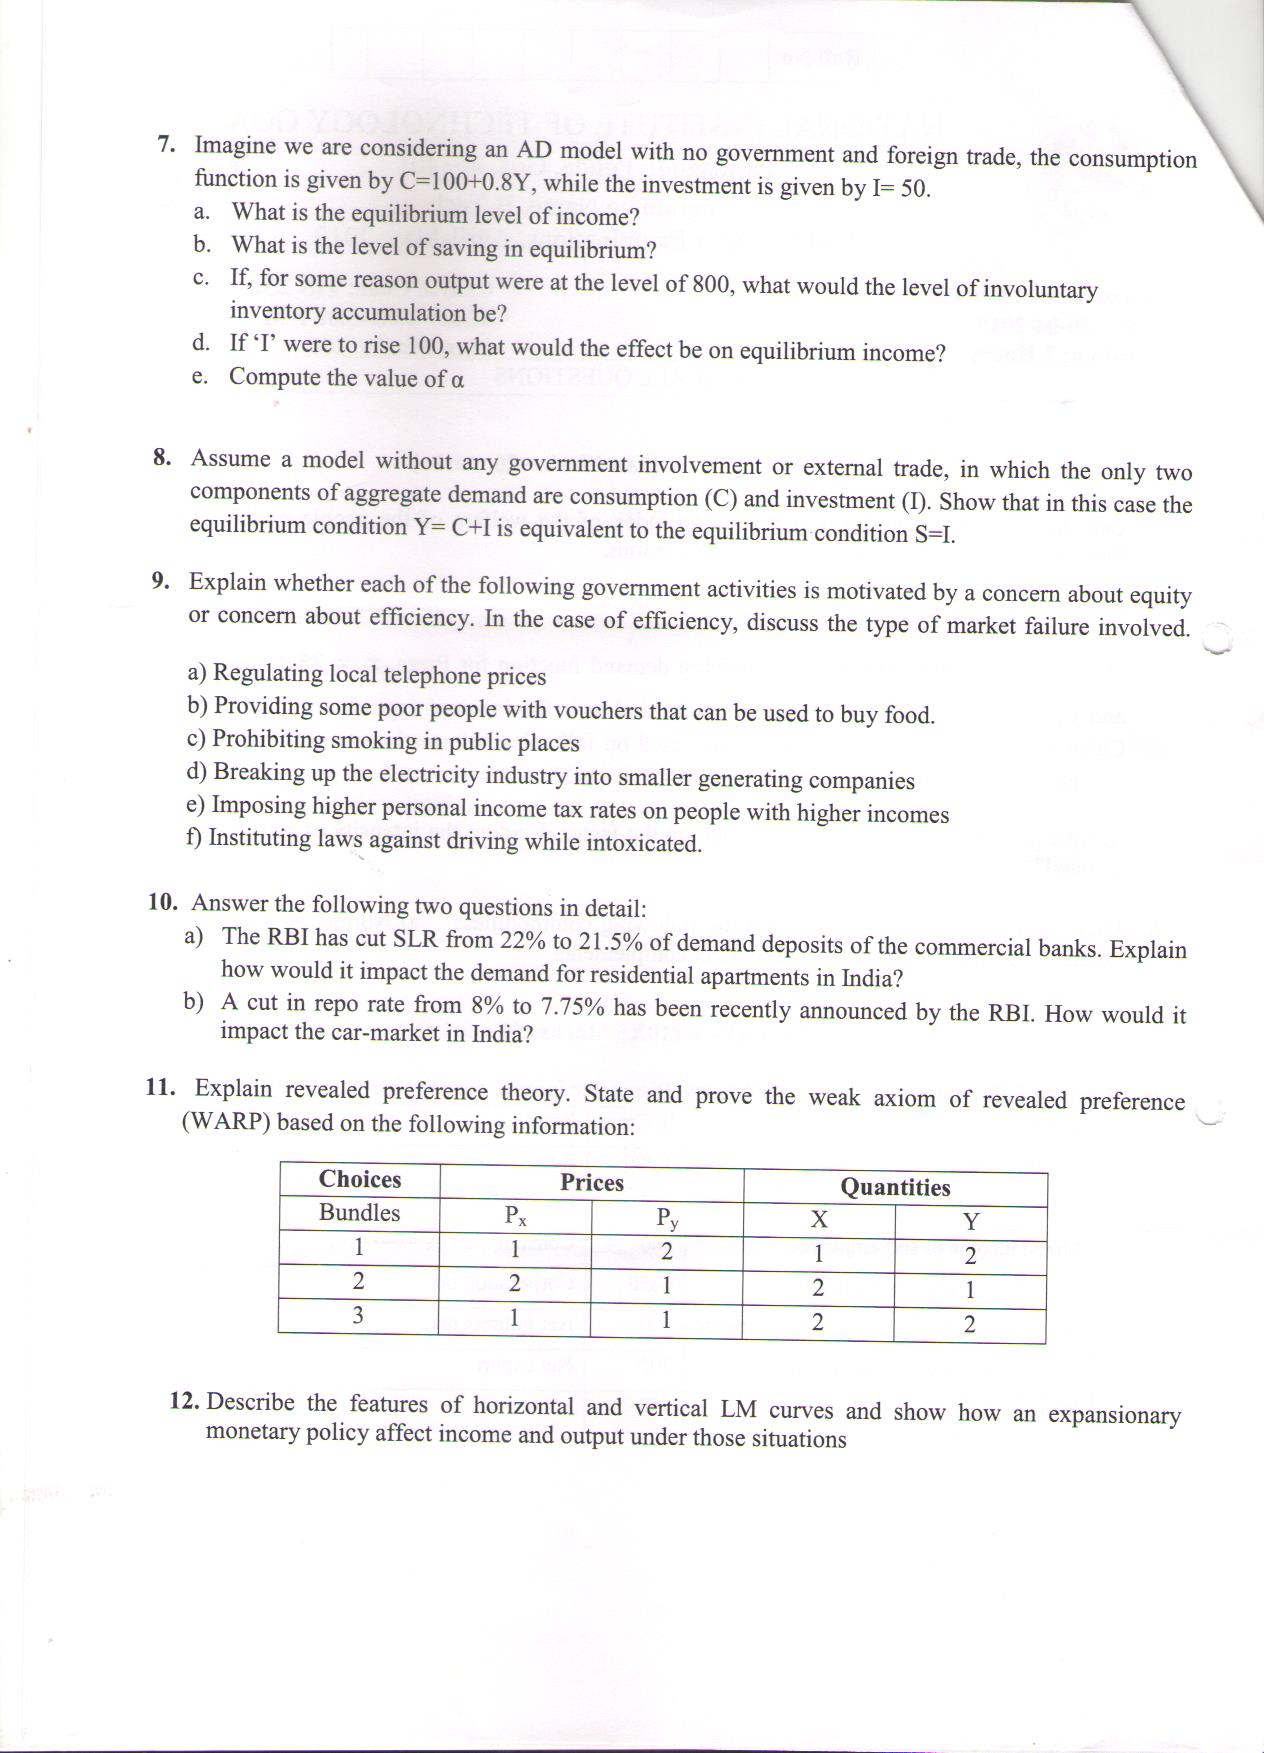 7. Imagine we are considering an AD model with no government and foreign trade, the consumption
function is given by C=100+0.8Y, while the investment is given by I= 50.
a. What is the equilibrium level of income?
b. What is the level of saving in equilibrium?
c. If, for some reason output were at the level of 800, what would the level of involuntary
inventory accumulation be?
d. If ‘I’ were to rise 100, what would the effect be on equilibrium income?
e. Compute the value of α
8. Assume a model without any government involvement or external trade, in which the only two
components of aggregate demand are consumption (C) and investment (I). Show that in this case the
equilibrium condition Y= C+I is equivalent to the equilibrium condition S=I.
9. Explain whether each of the following government activities is motivated by a concern about equity
or concern about efficiency. In the case of efficiency, discuss the type of market failure involved.
a) Regulating local telephone prices
b) Providing some poor people with vouchers that can be used to buy food.
c) Prohibiting smoking in public places
d) Breaking up the electricity industry into smaller generating companies
e) Imposing higher personal income tax rates on people with higher incomes
f) Instituting laws against driving while intoxicated.
10. Answer the following two questions in detail:
a) The RBI has cut SLR from 22% to 21.5% of demand deposits of the commercial banks. Explain
how would it impact the demand for residential apartments in India?
b) A cut in repo rate from 8% to 7.75% has been recently announced by the RBI. How would it
impact the car-market in India?
11. Explain revealed preference theory. State and prove the weak axiom of revealed preference
(WARP) based on the following information:
Choices Prices Quantities
Bundles Px Py X Y
1 1 2 1 2
2 2 1 2 1
3 1 1 2 2
12. Describe the features of horizontal and vertical LM curves and show how an expansionary
monetary policy affect income and output under those situations